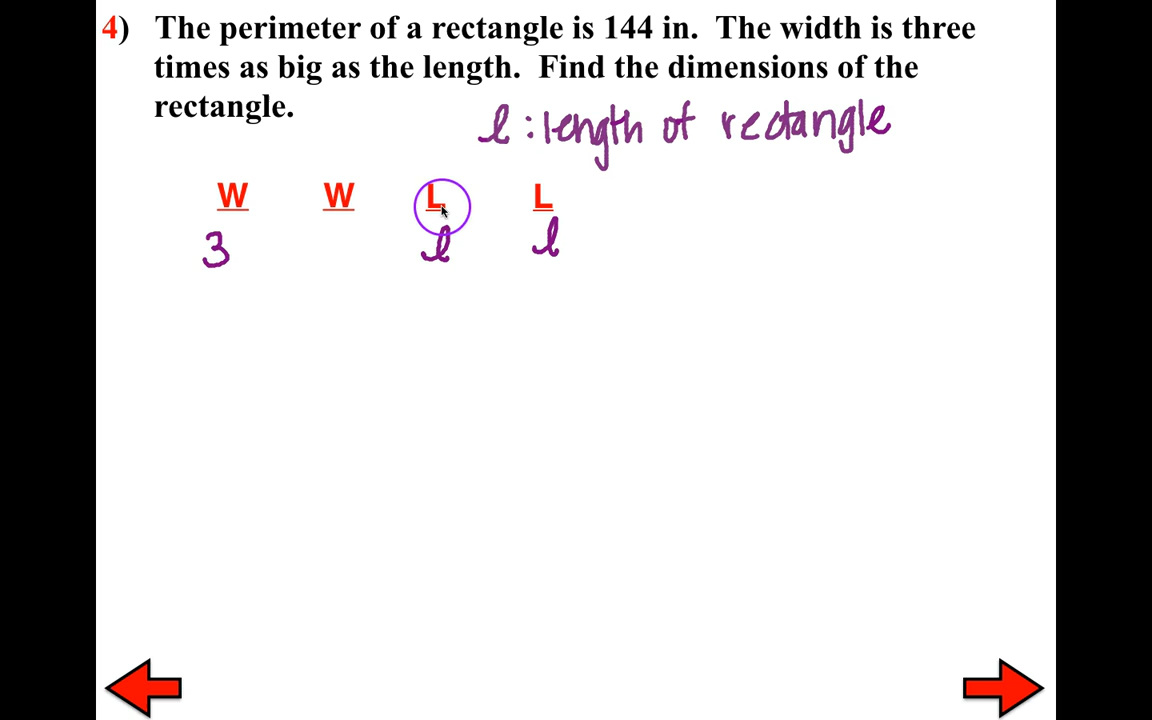 4) The perimeter of a rectangle is 144 in. The width is three
times as big as the length. Find the dimensions of the
rectangle.
l : length of rectangle
W W L L
3 l l